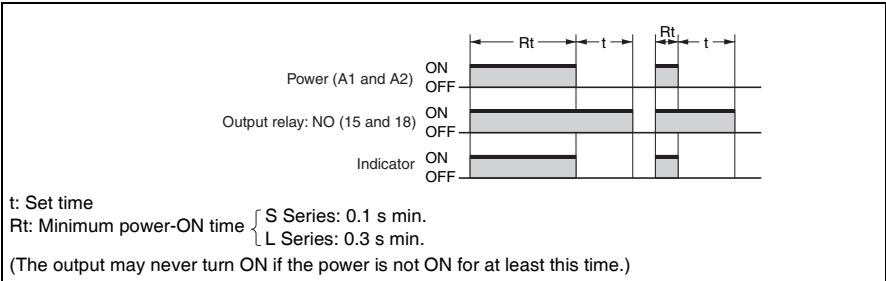 Rt t Rt t
Power (A1 and A2) ON
OFF
Output relay: NO (15 and 18) ON
OFF
Indicator ON
OFF
t: Set time
Rt: Minimum power-ON time { S Series: 0.1 s min.
L Series: 0.3 s min.
(The output may never turn ON if the power is not ON for at least this time.)